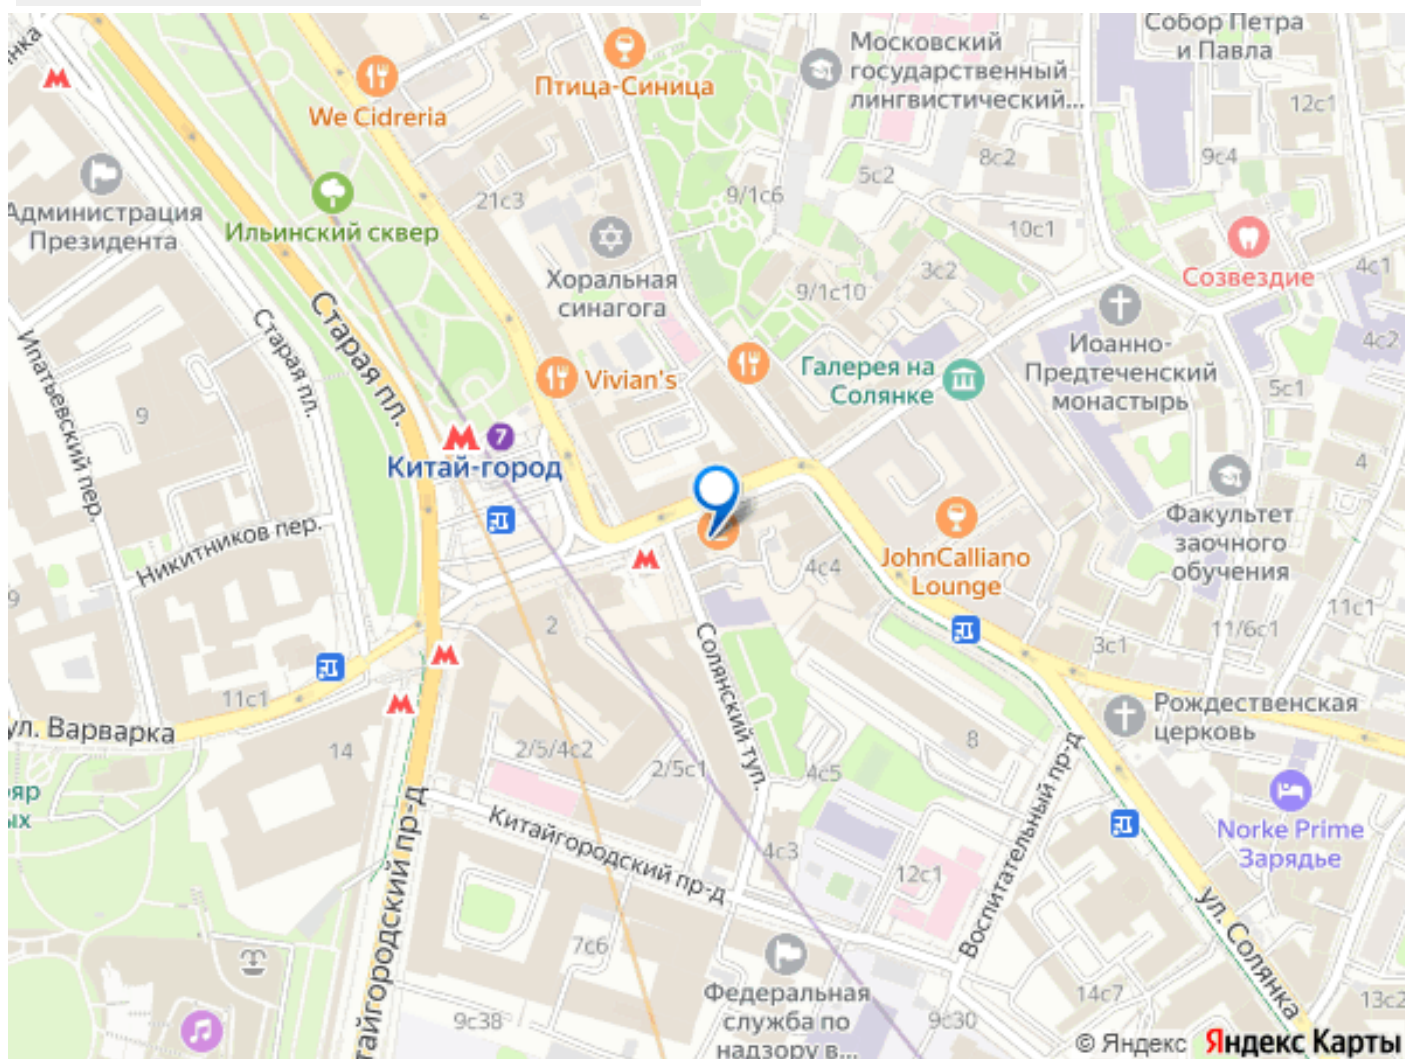 Собор Петра
и Павла
Московский
государственный
лингвистический...
Птица-Синица
We Cidreria
12с1
9с4
8с2
5с2
9/1с6
21с3
10с1
Администрация
Президента
Ильинский сквер
Хоральная
синагога
3с2
9/1с10
Созвездие
4с1
4с2
Иоанно-
Предтеченский
монастырь
Галерея на
Солянке
Vivian's
5с1
Старая пл.
Старая пл.
Ипатьевский пер.
9
7
Китай-город
4
Никитников пер.
Факультет
заочного
обучения
JohnCalliano
Lounge
4с4
9
2
11с1
11/6с1
3с1
Солянский туп.
11с1
ул. Варварка
14
2/5/4с2
2/5с1
4с5
8
Рождественская
церковь
Воспитательный пр-д
Norke Prime
Зарядье
Китайгородский пр-д
4с3
12с1
ул. Солянка
тайгородский пр-д
7с6
9с38
Федеральная
служба по
надзору в...
9с30
14с7
13с2
© Яндекс Яндекс Карты